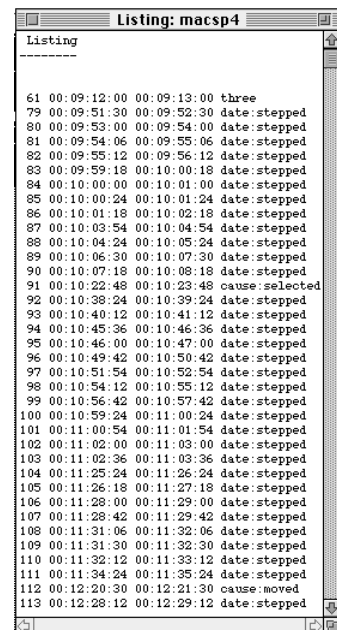 Listing: macsp4
Listing
--------
61 00:09:12:00 00:09:13:00 three
79 00:09:51:30 00:09:52:30 date:stepped
80 00:09:53:00 00:09:54:00 date:stepped
81 00:09:54:06 00:09:55:06 date:stepped
82 00:09:55:12 00:09:56:12 date:stepped
83 00:09:59:18 00:10:00:18 date:stepped
84 00:10:00:00 00:10:01:00 date:stepped
85 00:10:00:24 00:10:01:24 date:stepped
86 00:10:01:18 00:10:02:18 date:stepped
87 00:10:03:54 00:10:04:54 date:stepped
88 00:10:04:24 00:10:05:24 date:stepped
89 00:10:06:30 00:10:07:30 date:stepped
90 00:10:07:18 00:10:08:18 date:stepped
91 00:10:22:48 00:10:23:48 cause:selected
92 00:10:38:24 00:10:39:24 date:stepped
93 00:10:40:12 00:10:41:12 date:stepped
94 00:10:45:36 00:10:46:36 date:stepped
95 00:10:46:00 00:10:47:00 date:stepped
96 00:10:49:42 00:10:50:42 date:stepped
97 00:10:51:54 00:10:52:54 date:stepped
98 00:10:54:12 00:10:55:12 date:stepped
99 00:10:56:42 00:10:57:42 date:stepped
100 00:10:59:24 00:11:00:24 date:stepped
101 00:11:00:54 00:11:01:54 date:stepped
102 00:11:02:00 00:11:03:00 date:stepped
103 00:11:02:36 00:11:03:36 date:stepped
104 00:11:25:24 00:11:26:24 date:stepped
105 00:11:26:18 00:11:27:18 date:stepped
106 00:11:28:00 00:11:29:00 date:stepped
107 00:11:28:42 00:11:29:42 date:stepped
108 00:11:31:06 00:11:32:06 date:stepped
109 00:11:31:30 00:11:32:30 date:stepped
110 00:11:32:12 00:11:33:12 date:stepped
111 00:11:34:24 00:11:35:24 date:stepped
112 00:12:20:30 00:12:21:30 cause:moved
113 00:12:28:12 00:12:29:12 date:stepped